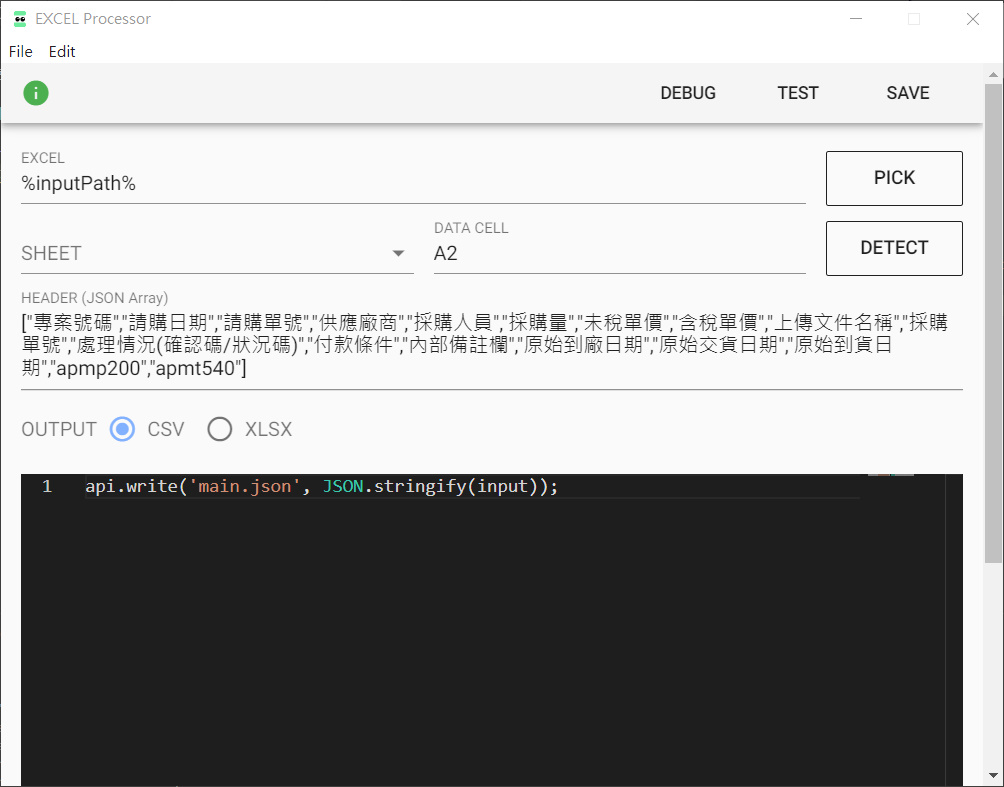 EXCEL Processor
File Edit
DEBUG TEST SAVE
EXCEL
%inputPath%
PICK
SHEET
DATA CELL
A2
DETECT
HEADER (JSON Array)
["專案號碼","請購日期","請購單號","供應廠商","採購人員","採購量","未稅單價","含稅單價","上傳文件名稱","採購
單號","處理情況(確認碼/狀況碼)","付款條件","內部備註欄","原始到廠日期","原始交貨日期","原始到貨日
期","apmp200","apmt540"]
OUTPUT CSV XLSX
1 api.write('main.json', JSON.stringify(input));